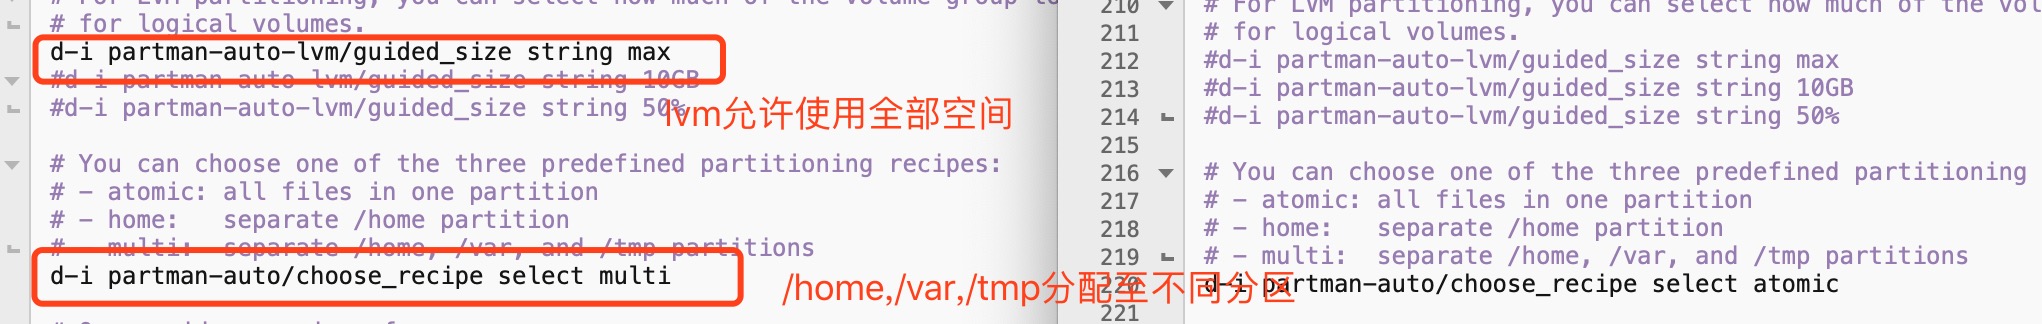 # For LVM partitioning, you can select how much of the volume group to
# for logical volumes.
d-i partman-auto-lvm/guided_size string max
#d-i partman-auto-lvm/guided_size string 10GB
#d-i partman-auto-lvm/guided_size string 50%
lvm允许使用全部空间
# You can choose one of the three predefined partitioning recipes:
# - atomic: all files in one partition
# - home:   separate /home partition
# - multi:  separate /home, /var, and /tmp partitions
d-i partman-auto/choose_recipe select multi
/home,/var,/tmp分配至不同分区
210 # For LVM partitioning, you can select how much of the vol
211 # for logical volumes.
212 #d-i partman-auto-lvm/guided_size string max
213 #d-i partman-auto-lvm/guided_size string 10GB
214 #d-i partman-auto-lvm/guided_size string 50%
215
216 # You can choose one of the three predefined partitioning
217 # - atomic: all files in one partition
218 # - home:   separate /home partition
219 # - multi:  separate /home, /var, and /tmp partitions
220 d-i partman-auto/choose_recipe select atomic
221